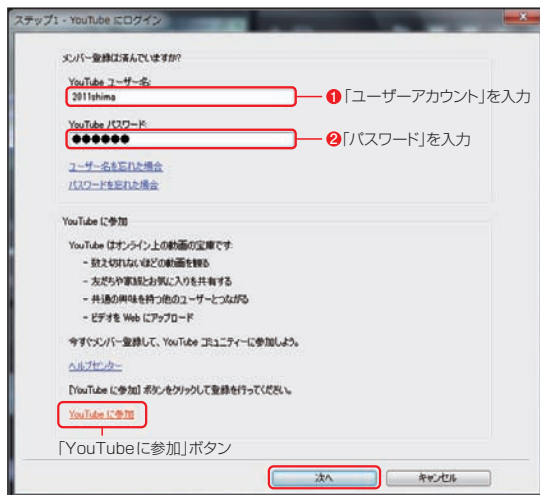 ステップ1 - YouTube にログイン
メンバー登録は済んでいますか?
YouTube ユーザー名:
2011shima
❶「ユーザーアカウント」を入力
YouTube パスワード:
●●●●●●
❷「パスワード」を入力
ユーザー名を忘れた場合
パスワードを忘れた場合
YouTube に参加
YouTube はオンライン上の動画の宝庫です:
- 数え切れないほどの動画を観る
- 友だちや家族とお気に入りを共有する
- 共通の興味を持つ他のユーザーとつながる
- ビデオを Web にアップロード
今すぐメンバー登録して、YouTube コミュニティーに参加しよう。
ヘルプセンター
[YouTube に参加] ボタンをクリックして登録を行ってください。
YouTube に参加
「YouTubeに参加」ボタン
次へ
キャンセル